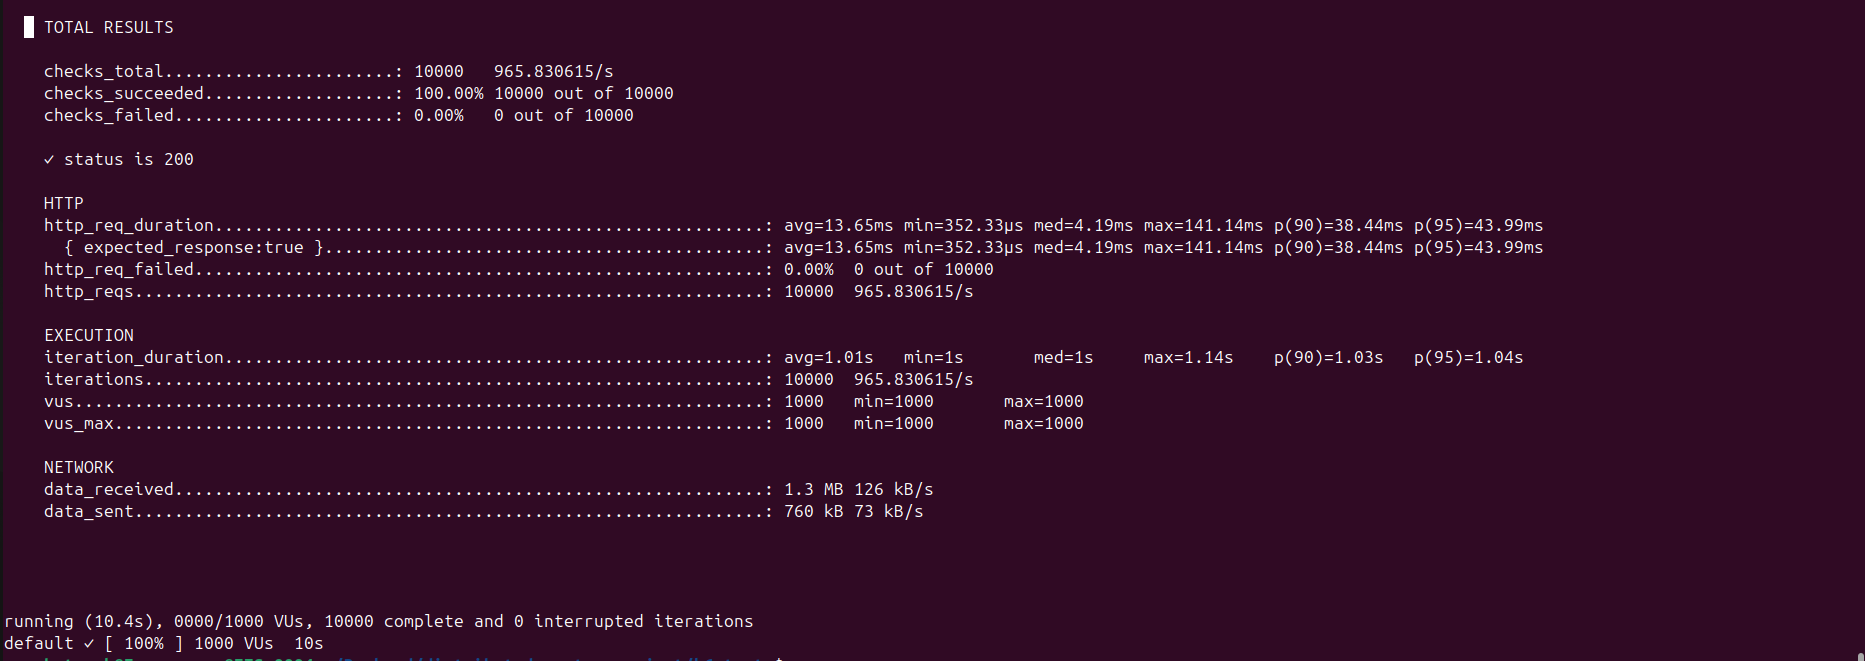 TOTAL RESULTS
checks_total.......................: 10000   965.830615/s
checks_succeeded...................: 100.00% 10000 out of 10000
checks_failed......................: 0.00%   0 out of 10000
✓ status is 200
HTTP
http_req_duration.......................................................: avg=13.65ms min=352.33µs med=4.19ms max=141.14ms p(90)=38.44ms p(95)=43.99ms
{ expected_response:true }............................................: avg=13.65ms min=352.33µs med=4.19ms max=141.14ms p(90)=38.44ms p(95)=43.99ms
http_req_failed.........................................................: 0.00%  0 out of 10000
http_reqs...............................................................: 10000  965.830615/s
EXECUTION
iteration_duration......................................................: avg=1.01s   min=1s       med=1s     max=1.14s    p(90)=1.03s   p(95)=1.04s
iterations..............................................................: 10000  965.830615/s
vus.....................................................................: 1000   min=1000       max=1000
vus_max.................................................................: 1000   min=1000       max=1000
NETWORK
data_received...........................................................: 1.3 MB 126 kB/s
data_sent...............................................................: 760 kB 73 kB/s
running (10.4s), 0000/1000 VUs, 10000 complete and 0 interrupted iterations
default ✓ [ 100% ] 1000 VUs  10s